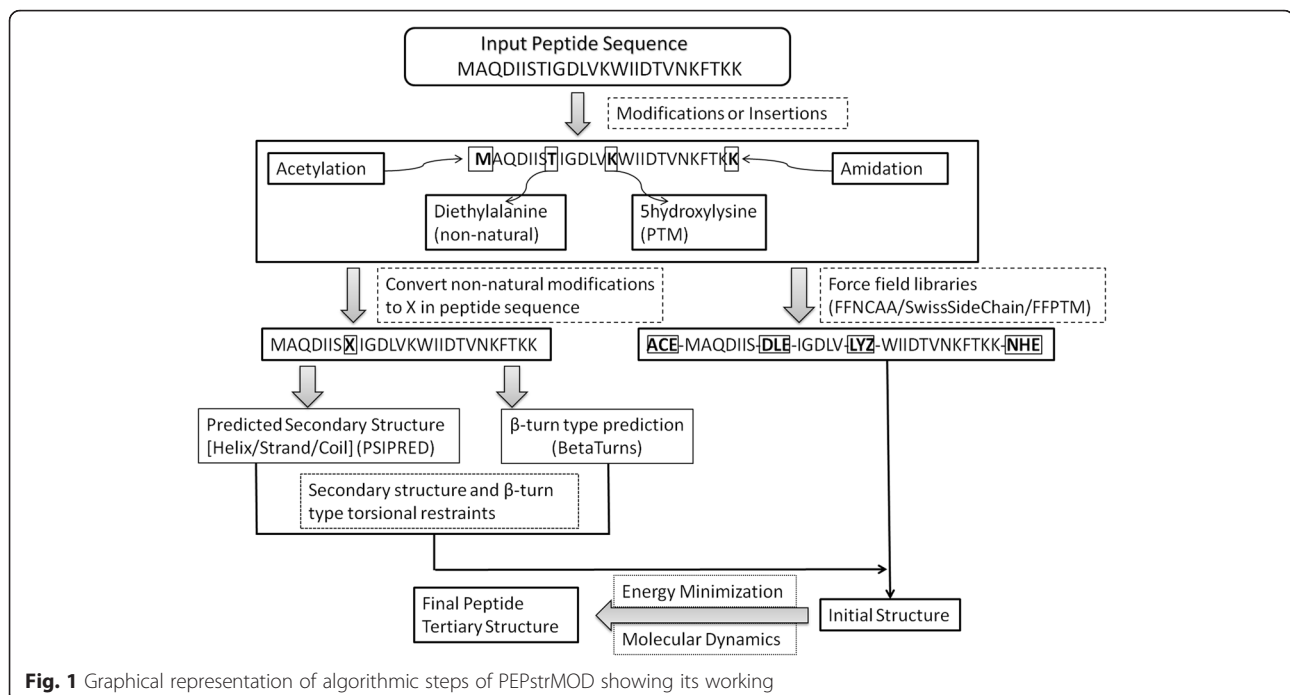 Input Peptide Sequence
MAQDIISTIGDLVKWIIDTVNKFTKK
Modifications or Insertions
MAQDIISTIGDLVKWIIDTVNKFTKK
Acetylation
Amidation
Diethylalanine
(non-natural)
5hydroxylysine
(PTM)
Convert non-natural modifications
to X in peptide sequence
Force field libraries
(FFNCAA/SwissSideChain/FFPTM)
MAQDIISXIGDLVKWIIDTVNKFTKK
ACE-MAQDIIS-DLE-IGDLV-LYZ-WIIDTVNKFTKK-NHE
Predicted Secondary Structure
[Helix/Strand/Coil] (PSIPRED)
β-turn type prediction
(BetaTurns)
Secondary structure and β-turn
type torsional restraints
Energy Minimization
Final Peptide
Tertiary Structure
Initial Structure
Molecular Dynamics
Fig. 1 Graphical representation of algorithmic steps of PEPstrMOD showing its working